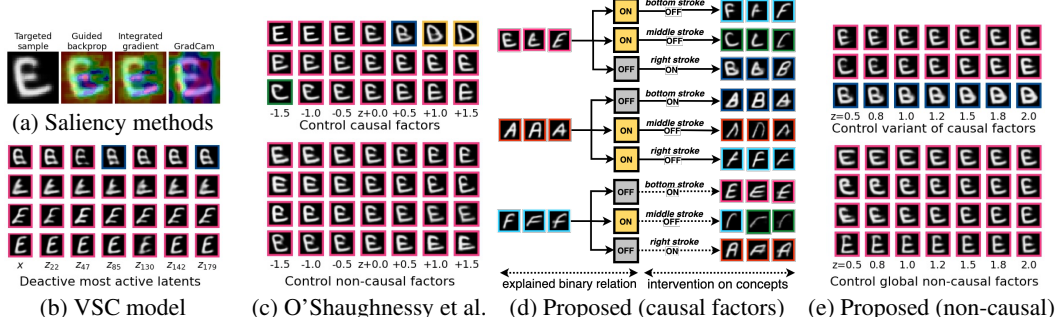 Targeted sample
Guided backprop
Integrated gradient
GradCam
(a) Saliency methods
x z22 z47 z85 z130 z142 z179
Deactive most active latents
(b) VSC model
-1.5 -1.0 -0.5 z+0.0 +0.5 +1.0 +1.5
Control causal factors
-1.5 -1.0 -0.5 z+0.0 +0.5 +1.0 +1.5
Control non-causal factors
(c) O'Shaughnessy et al.
ON bottom stroke OFF
ON middle stroke OFF
OFF right stroke ON
OFF bottom stroke ON
ON middle stroke OFF
ON right stroke OFF
OFF bottom stroke ON
ON middle stroke OFF
OFF right stroke ON
explained binary relation
intervention on concepts
(d) Proposed (causal factors)
z=0.5 0.8 1.0 1.2 1.5 1.8 2.0
Control variant of causal factors
z=0.5 0.8 1.0 1.2 1.5 1.8 2.0
Control global non-causal factors
(e) Proposed (non-causal)